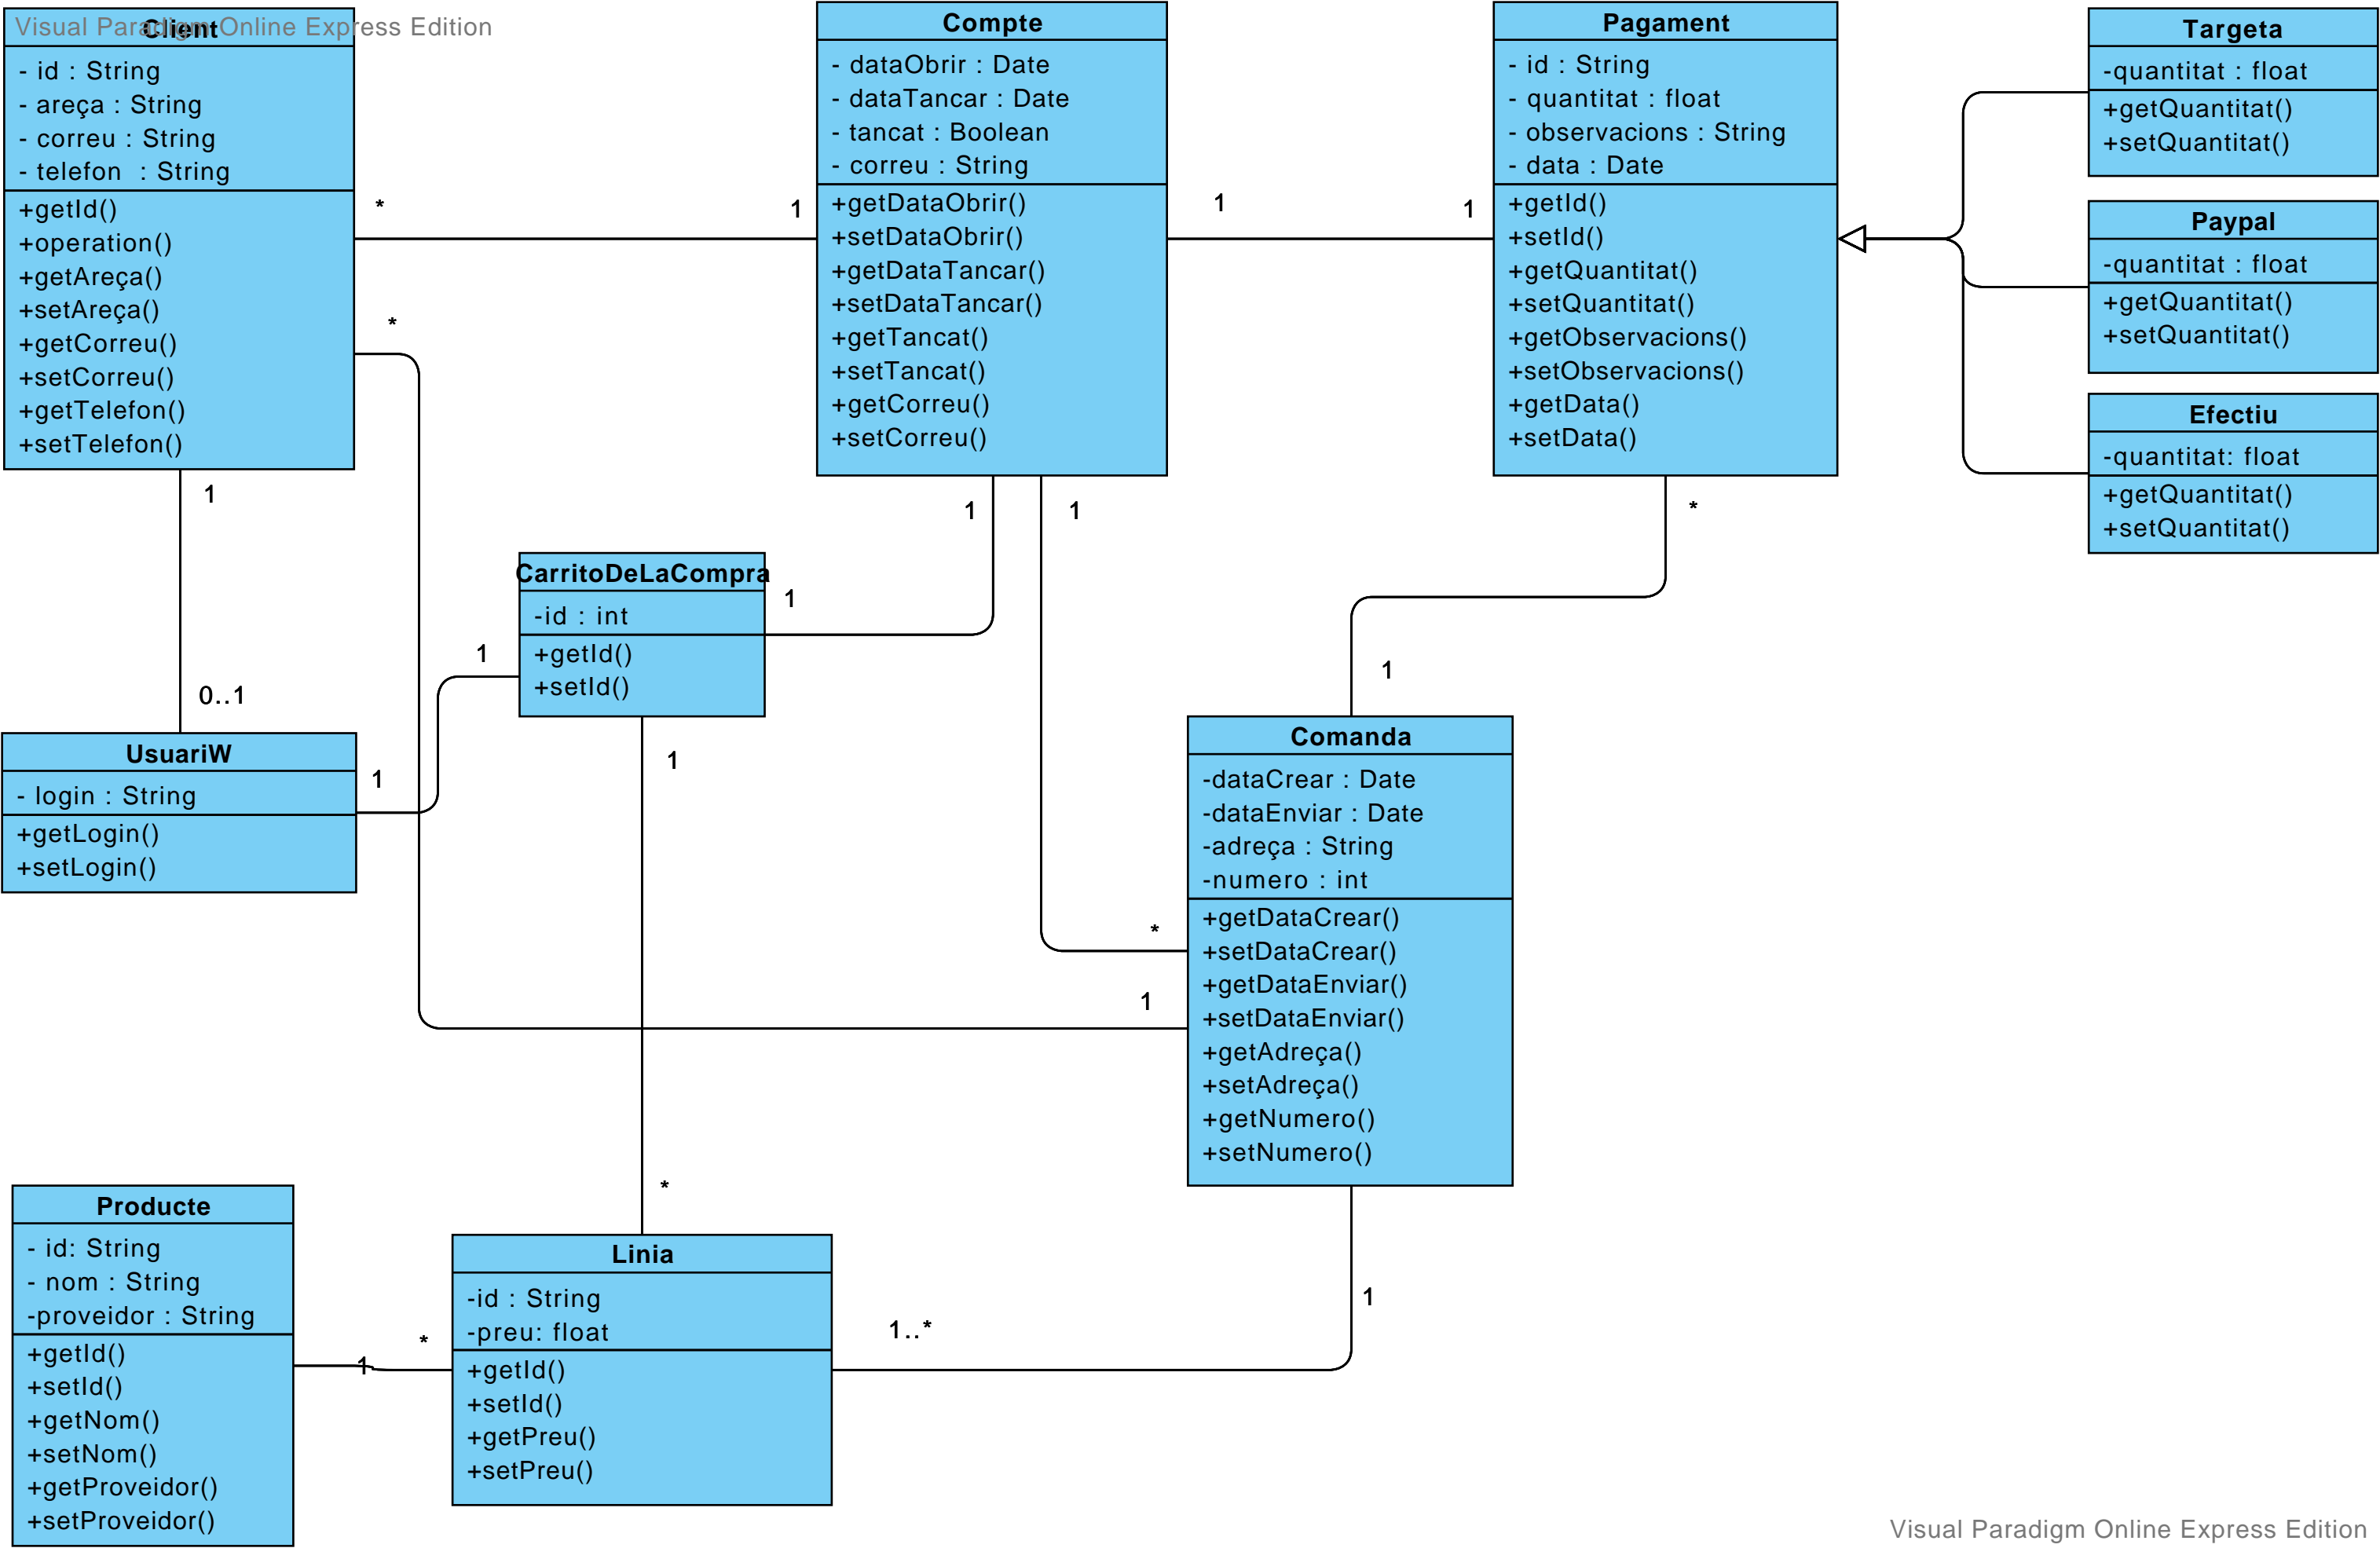 Visual Paradigm Online Express Edition
Client
- id : String
- areça : String
- correu : String
- telefon : String
+getId()
+operation()
+getAreça()
+setAreça()
+getCorreu()
+setCorreu()
+getTelefon()
+setTelefon()
Compte
- dataObrir : Date
- dataTancar : Date
- tancat : Boolean
- correu : String
+getDataObrir()
+setDataObrir()
+getDataTancar()
+setDataTancar()
+getTancat()
+setTancat()
+getCorreu()
+setCorreu()
Pagament
- id : String
- quantitat : float
- observacions : String
- data : Date
+getId()
+setId()
+getQuantitat()
+setQuantitat()
+getObservacions()
+setObservacions()
+getData()
+setData()
Targeta
-quantitat : float
+getQuantitat()
+setQuantitat()
Paypal
-quantitat : float
+getQuantitat()
+setQuantitat()
Efectiu
-quantitat: float
+getQuantitat()
+setQuantitat()
*
1
1
1
*
1
0..1
1
1
*
CarritoDeLaCompra
-id : int
+getId()
+setId()
1
1
1
1
1
UsuariW
- login : String
+getLogin()
+setLogin()
Comanda
-dataCrear : Date
-dataEnviar : Date
-adreça : String
-numero : int
+getDataCrear()
+setDataCrear()
+getDataEnviar()
+setDataEnviar()
+getAdreça()
+setAdreça()
+getNumero()
+setNumero()
*
1
*
1
Producte
- id: String
- nom : String
-proveidor : String
+getId()
+setId()
+getNom()
+setNom()
+getProveidor()
+setProveidor()
1
*
Linia
-id : String
-preu: float
+getId()
+setId()
+getPreu()
+setPreu()
1..*
Visual Paradigm Online Express Edition